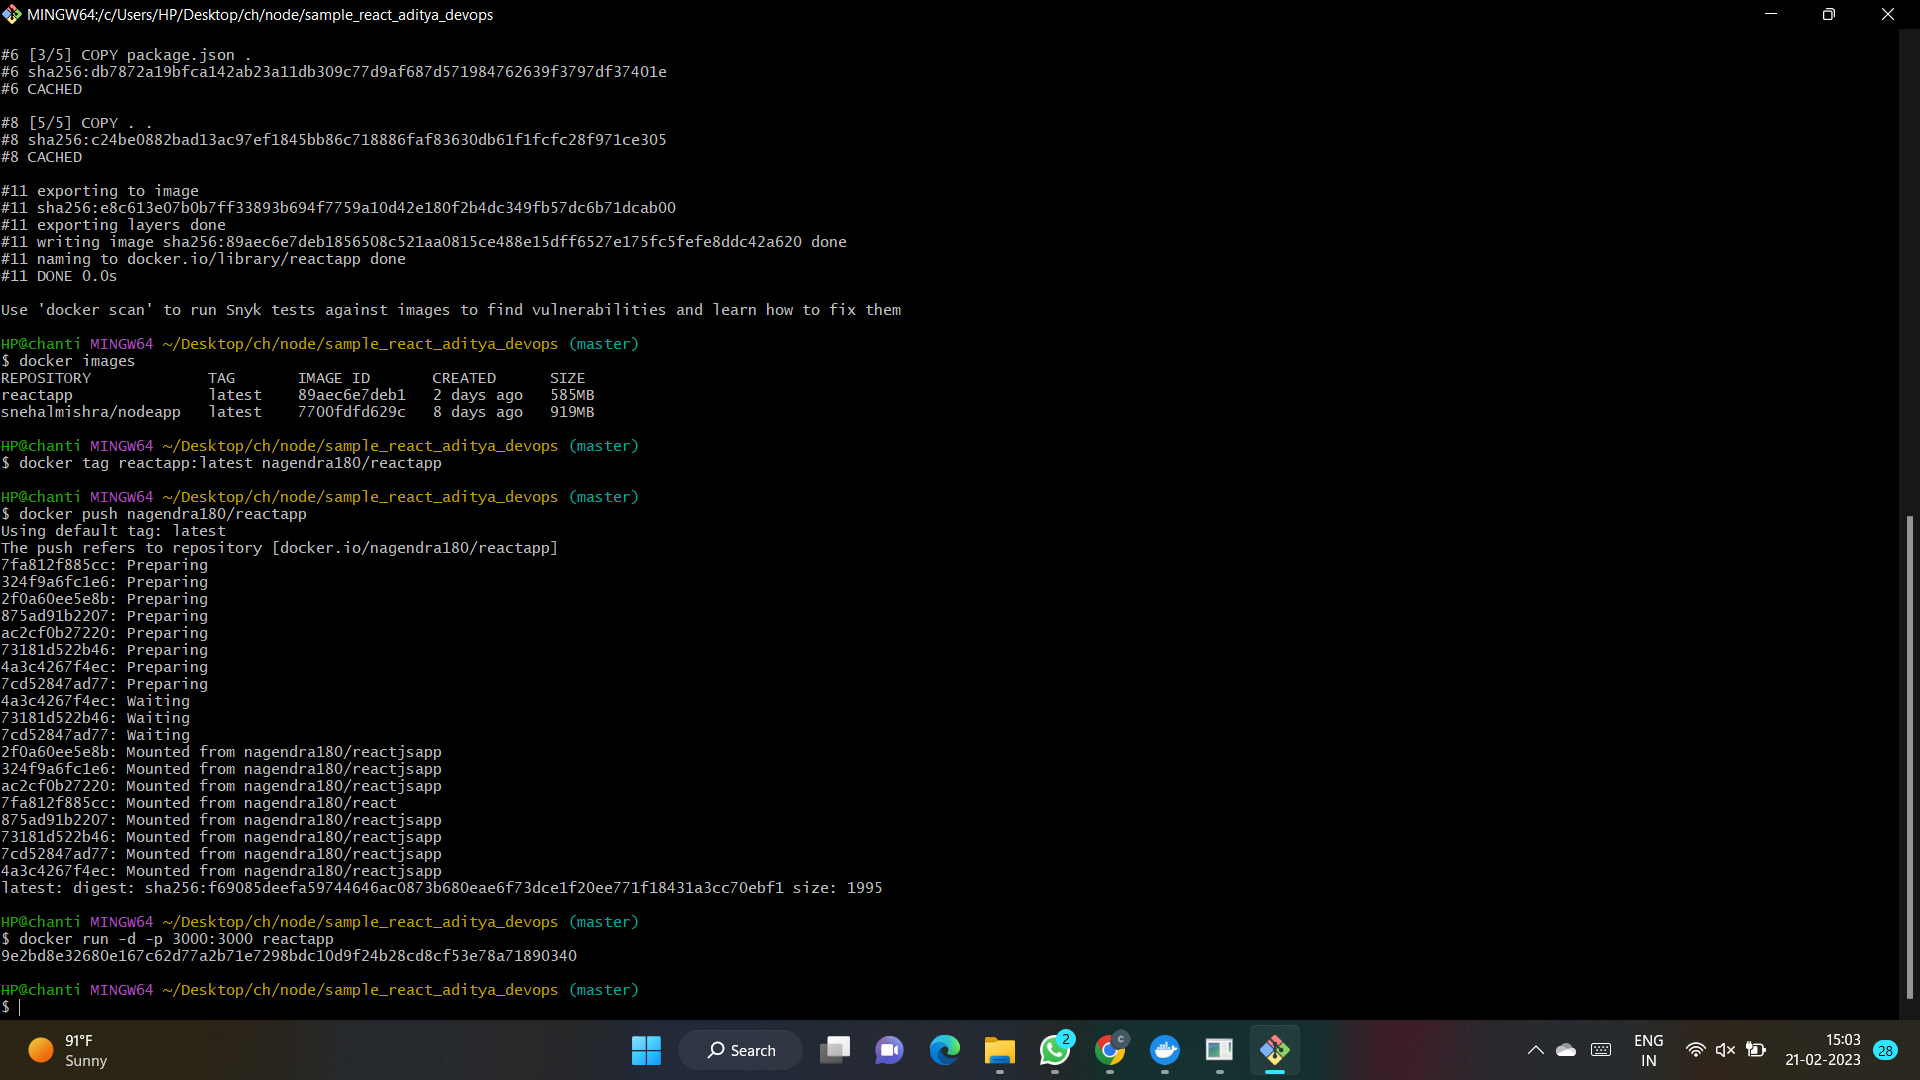 MINGW64:/c/Users/HP/Desktop/ch/node/sample_react_aditya_devops
#6 [3/5] COPY package.json .
#6 sha256:db7872a19bfca142ab23a11db309c77d9af687d571984762639f3797df37401e
#6 CACHED
#8 [5/5] COPY . .
#8 sha256:c24be0882bad13ac97ef1845bb86c718886faf83630db61f1fcfc28f971ce305
#8 CACHED
#11 exporting to image
#11 sha256:e8c613e07b0b7ff33893b694f7759a10d42e180f2b4dc349fb57dc6b71dcab00
#11 exporting layers done
#11 writing image sha256:89aec6e7deb1856508c521aa0815ce488e15dff6527e175fc5fefe8ddc42a620 done
#11 naming to docker.io/library/reactapp done
#11 DONE 0.0s
Use 'docker scan' to run Snyk tests against images to find vulnerabilities and learn how to fix them
HP@chanti MINGW64 ~/Desktop/ch/node/sample_react_aditya_devops (master)
$ docker images
REPOSITORY TAG IMAGE ID CREATED SIZE
reactapp latest 89aec6e7deb1 2 days ago 585MB
snehalmishra/nodeapp latest 7700fdfd629c 8 days ago 919MB
HP@chanti MINGW64 ~/Desktop/ch/node/sample_react_aditya_devops (master)
$ docker tag reactapp:latest nagendra180/reactapp
HP@chanti MINGW64 ~/Desktop/ch/node/sample_react_aditya_devops (master)
$ docker push nagendra180/reactapp
Using default tag: latest
The push refers to repository [docker.io/nagendra180/reactapp]
7fa812f885cc: Preparing
324f9a6fc1e6: Preparing
2f0a60ee5e8b: Preparing
875ad91b2207: Preparing
ac2cf0b27220: Preparing
73181d522b46: Preparing
4a3c4267f4ec: Preparing
7cd52847ad77: Preparing
4a3c4267f4ec: Waiting
73181d522b46: Waiting
7cd52847ad77: Waiting
2f0a60ee5e8b: Mounted from nagendra180/reactjsapp
324f9a6fc1e6: Mounted from nagendra180/reactjsapp
ac2cf0b27220: Mounted from nagendra180/reactjsapp
7fa812f885cc: Mounted from nagendra180/react
875ad91b2207: Mounted from nagendra180/reactjsapp
73181d522b46: Mounted from nagendra180/reactjsapp
7cd52847ad77: Mounted from nagendra180/reactjsapp
4a3c4267f4ec: Mounted from nagendra180/reactjsapp
latest: digest: sha256:f69085deefa59744646ac0873b680eae6f73dce1f20ee771f18431a3cc70ebf1 size: 1995
HP@chanti MINGW64 ~/Desktop/ch/node/sample_react_aditya_devops (master)
$ docker run -d -p 3000:3000 reactapp
9e2bd8e32680e167c62d77a2b71e7298bdc10d9f24b28cd8cf53e78a71890340
HP@chanti MINGW64 ~/Desktop/ch/node/sample_react_aditya_devops (master)
$
91°F
Sunny
Search
2
C
ENG
IN
15:03
21-02-2023
28